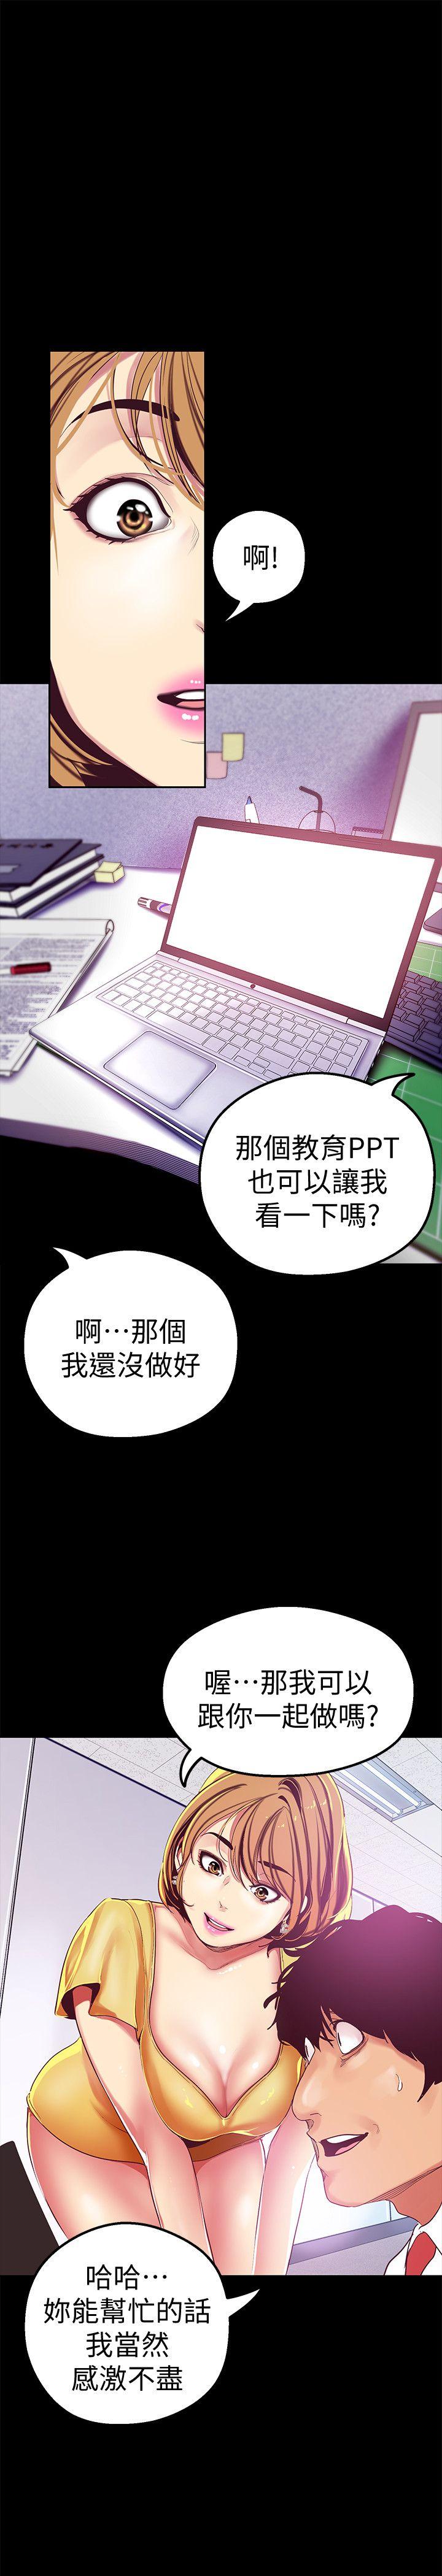 啊!
那個教育PPT
也可以讓我
看一下嗎?
啊⋯那個
我還沒做好
喔⋯那我可以
跟你一起做嗎?
哈哈⋯
妳能幫忙的話
我當然
感激不盡